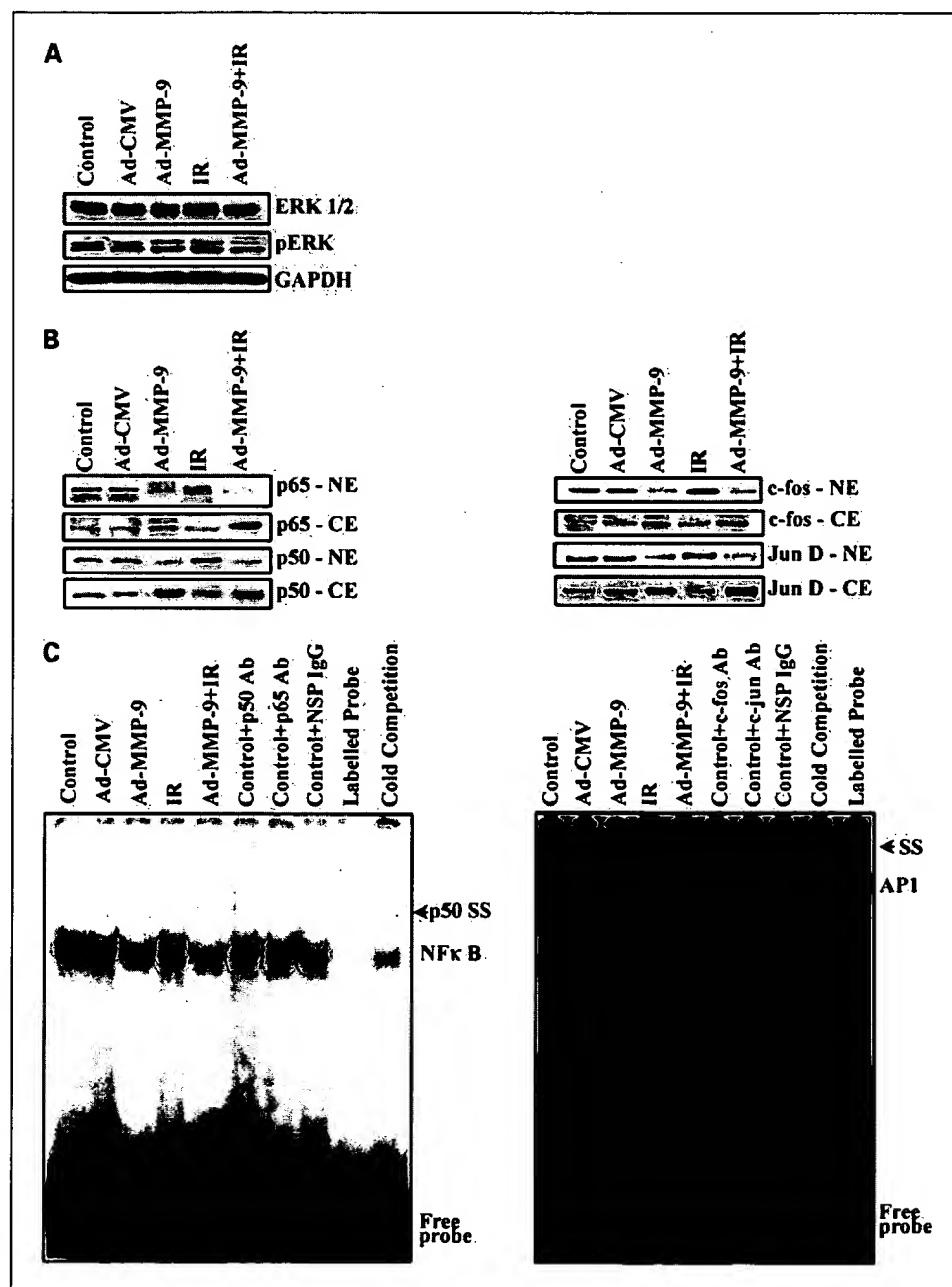 A
Control
Ad-CMV
Ad-MMP-9
IR
Ad-MMP-9+IR
ERK 1/2
pERK
GAPDH
B
Control
Ad-CMV
Ad-MMP-9
IR
Ad-MMP-9+IR
p65 - NE
p65 - CE
p50 - NE
p50 - CE
Control
Ad-CMV
Ad-MMP-9
IR
Ad-MMP-9+IR
c-fos - NE
c-fos - CE
Jun D - NE
Jun D - CE
C
Control
Ad-CMV
Ad-MMP-9
IR
Ad-MMP-9+IR
Control+p50 Ab
Control+p65 Ab
Control+NSP IgG
Labelled Probe
Cold Competition
p50 SS
NFκ B
Free
probe
Control
Ad-CMV
Ad-MMP-9
IR
Ad-MMP-9+IR
Control+c-fos Ab
Control+c-jun Ab
Control+NSP IgG
Cold Competition
Labelled Probe
SS
AP1
Free
probe